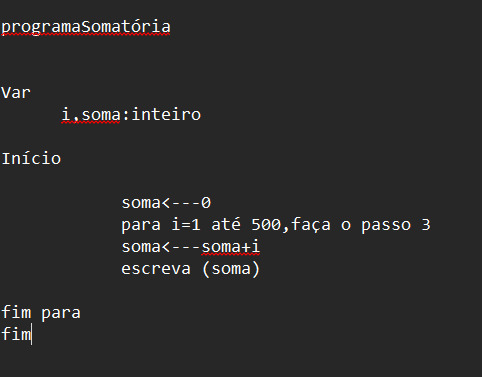 programaSomatória
Var
i,soma:inteiro
Início
soma<---0
para i=1 até 500,faça o passo 3
soma<---soma+i
escreva (soma)
fim para
fim